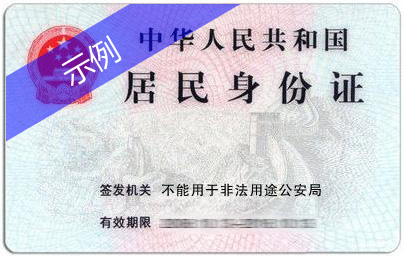 示例
中华人民共和国
居民身份证
签发机关 不能用于非法用途公安局
有效期限